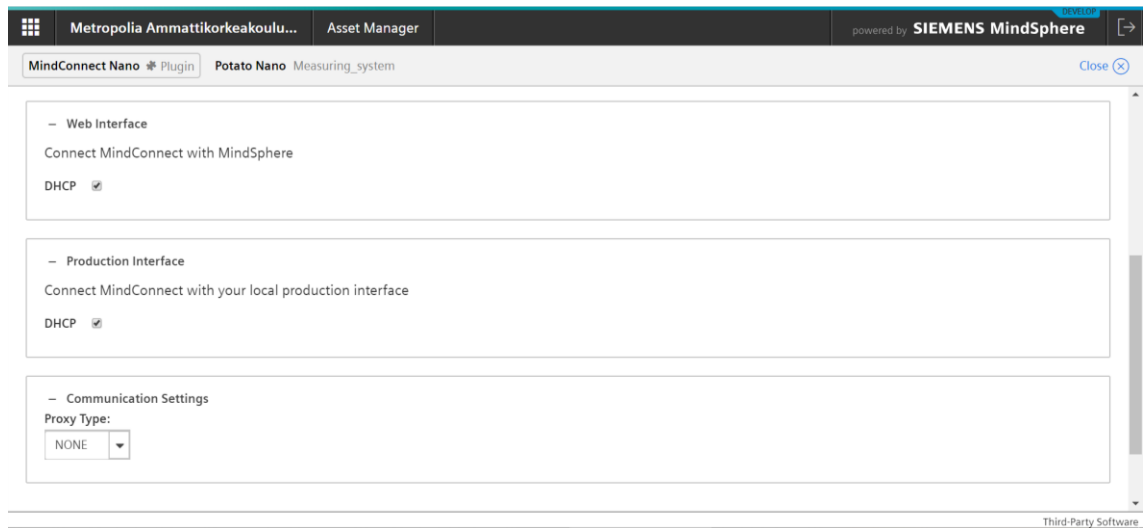 DEVELOP
Metropolia Ammattikorkeakoulu... Asset Manager powered by SIEMENS MindSphere
MindConnect Nano Plugin Potato Nano Measuring_system Close
– Web Interface
Connect MindConnect with MindSphere
DHCP
– Production Interface
Connect MindConnect with your local production interface
DHCP
– Communication Settings
Proxy Type:
NONE
Third-Party Software